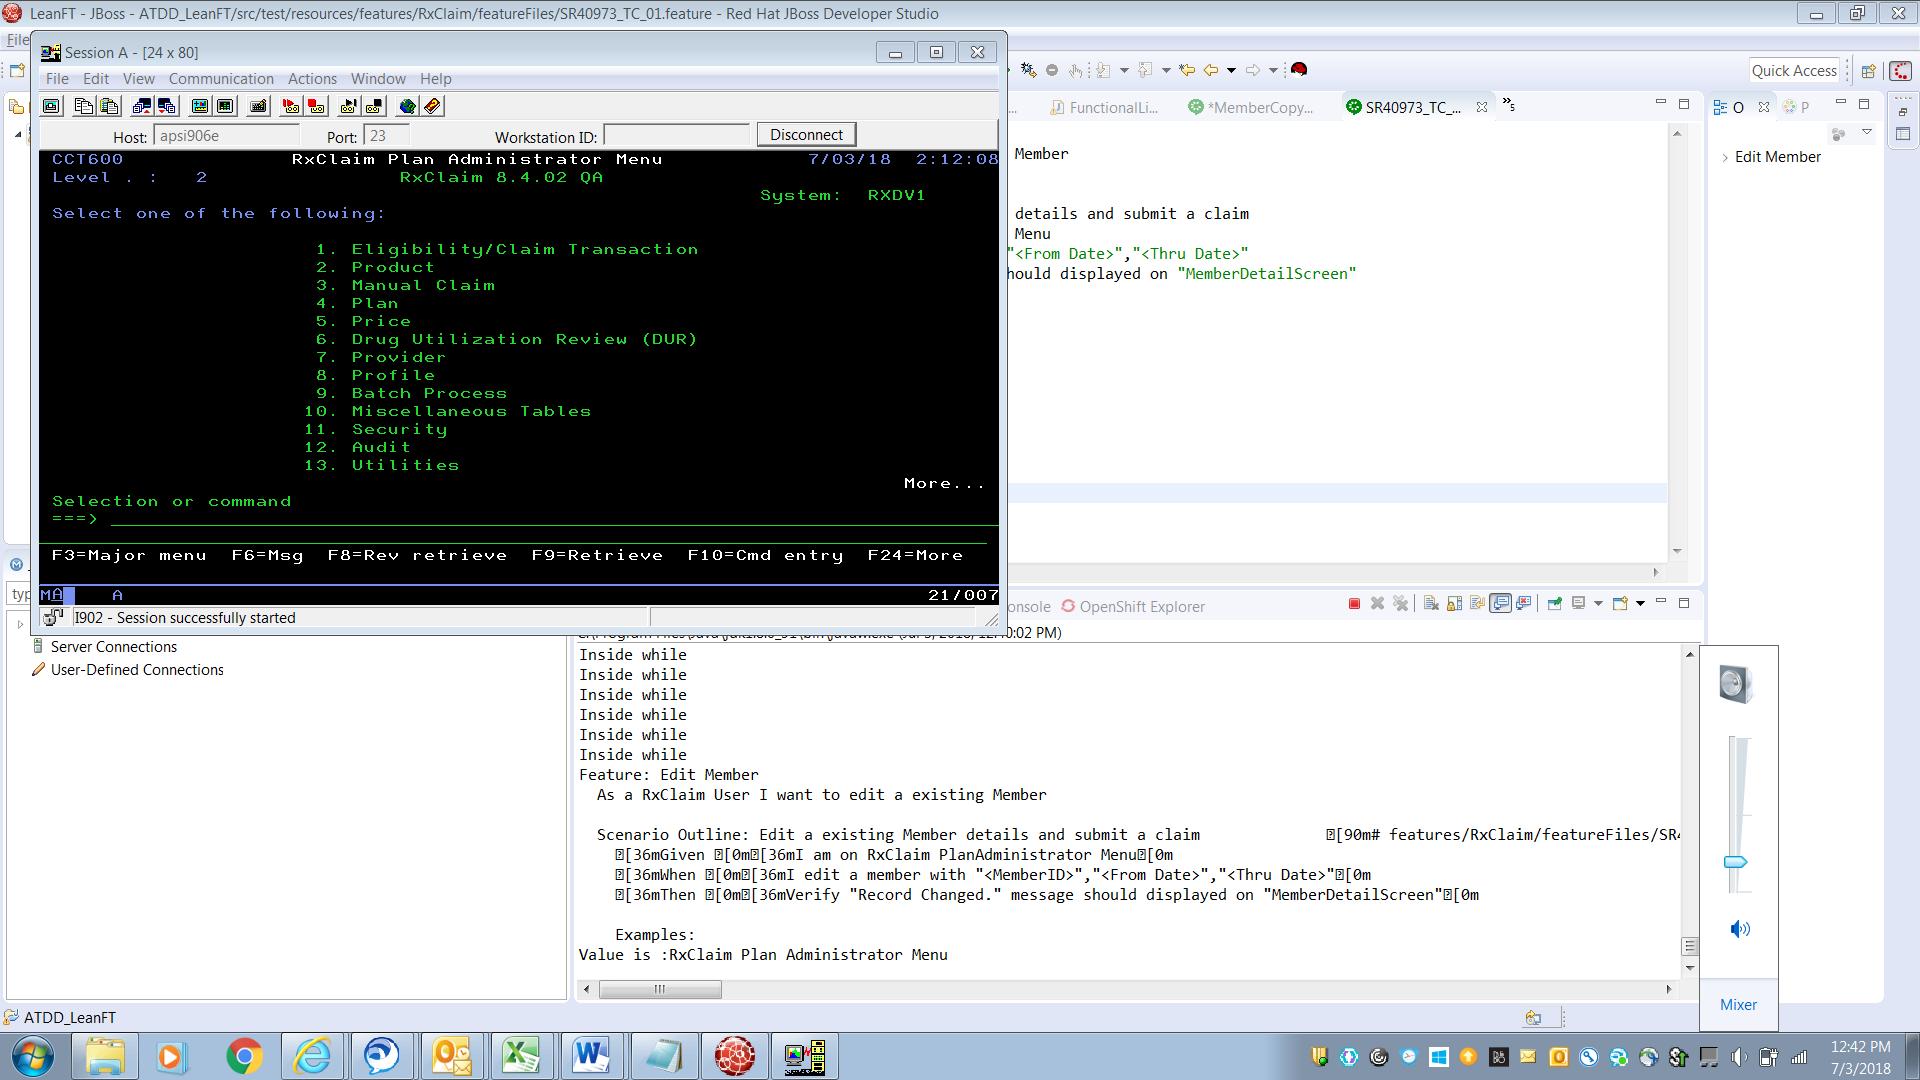 LeanFT - JBoss - ATDD_LeanFT/src/test/resources/features/RxClaim/featureFiles/SR40973_TC_01.feature - Red Hat JBoss Developer Studio
File
Session A - [24 x 80]
File Edit View Communication Actions Window Help
Host: apsi906e Port: 23 Workstation ID: Disconnect
CCT600 RxClaim Plan Administrator Menu 7/03/18 2:12:08
Level . : 2 RxClaim 8.4.02 QA
System: RXDV1
Select one of the following:
1. Eligibility/Claim Transaction
2. Product
3. Manual Claim
4. Plan
5. Price
6. Drug Utilization Review (DUR)
7. Provider
8. Profile
9. Batch Process
10. Miscellaneous Tables
11. Security
12. Audit
13. Utilities
More...
Selection or command
===>
F3=Major menu F6=Msg F8=Rev retrieve F9=Retrieve F10=Cmd entry F24=More
MA A 21/007
I902 - Session successfully started
Quick Access
FunctionalLi... *MemberCopy... SR40973_TC_... »5
O P
Edit Member
Member
details and submit a claim
Menu
"<From Date>","<Thru Date>"
hould displayed on "MemberDetailScreen"
typ
Server Connections
User-Defined Connections
onsole OpenShift Explorer
0:02 PM)
Inside while
Inside while
Inside while
Inside while
Inside while
Inside while
Feature: Edit Member
As a RxClaim User I want to edit a existing Member
Scenario Outline: Edit a existing Member details and submit a claim [90m# features/RxClaim/featureFiles/SR4
[36mGiven [0m[36mI am on RxClaim PlanAdministrator Menu[0m
[36mWhen [0m[36mI edit a member with "<MemberID>","<From Date>","<Thru Date>"[0m
[36mThen [0m[36mVerify "Record Changed." message should displayed on "MemberDetailScreen"[0m
Examples:
Value is :RxClaim Plan Administrator Menu
Mixer
ATDD_LeanFT
12:42 PM
7/3/2018